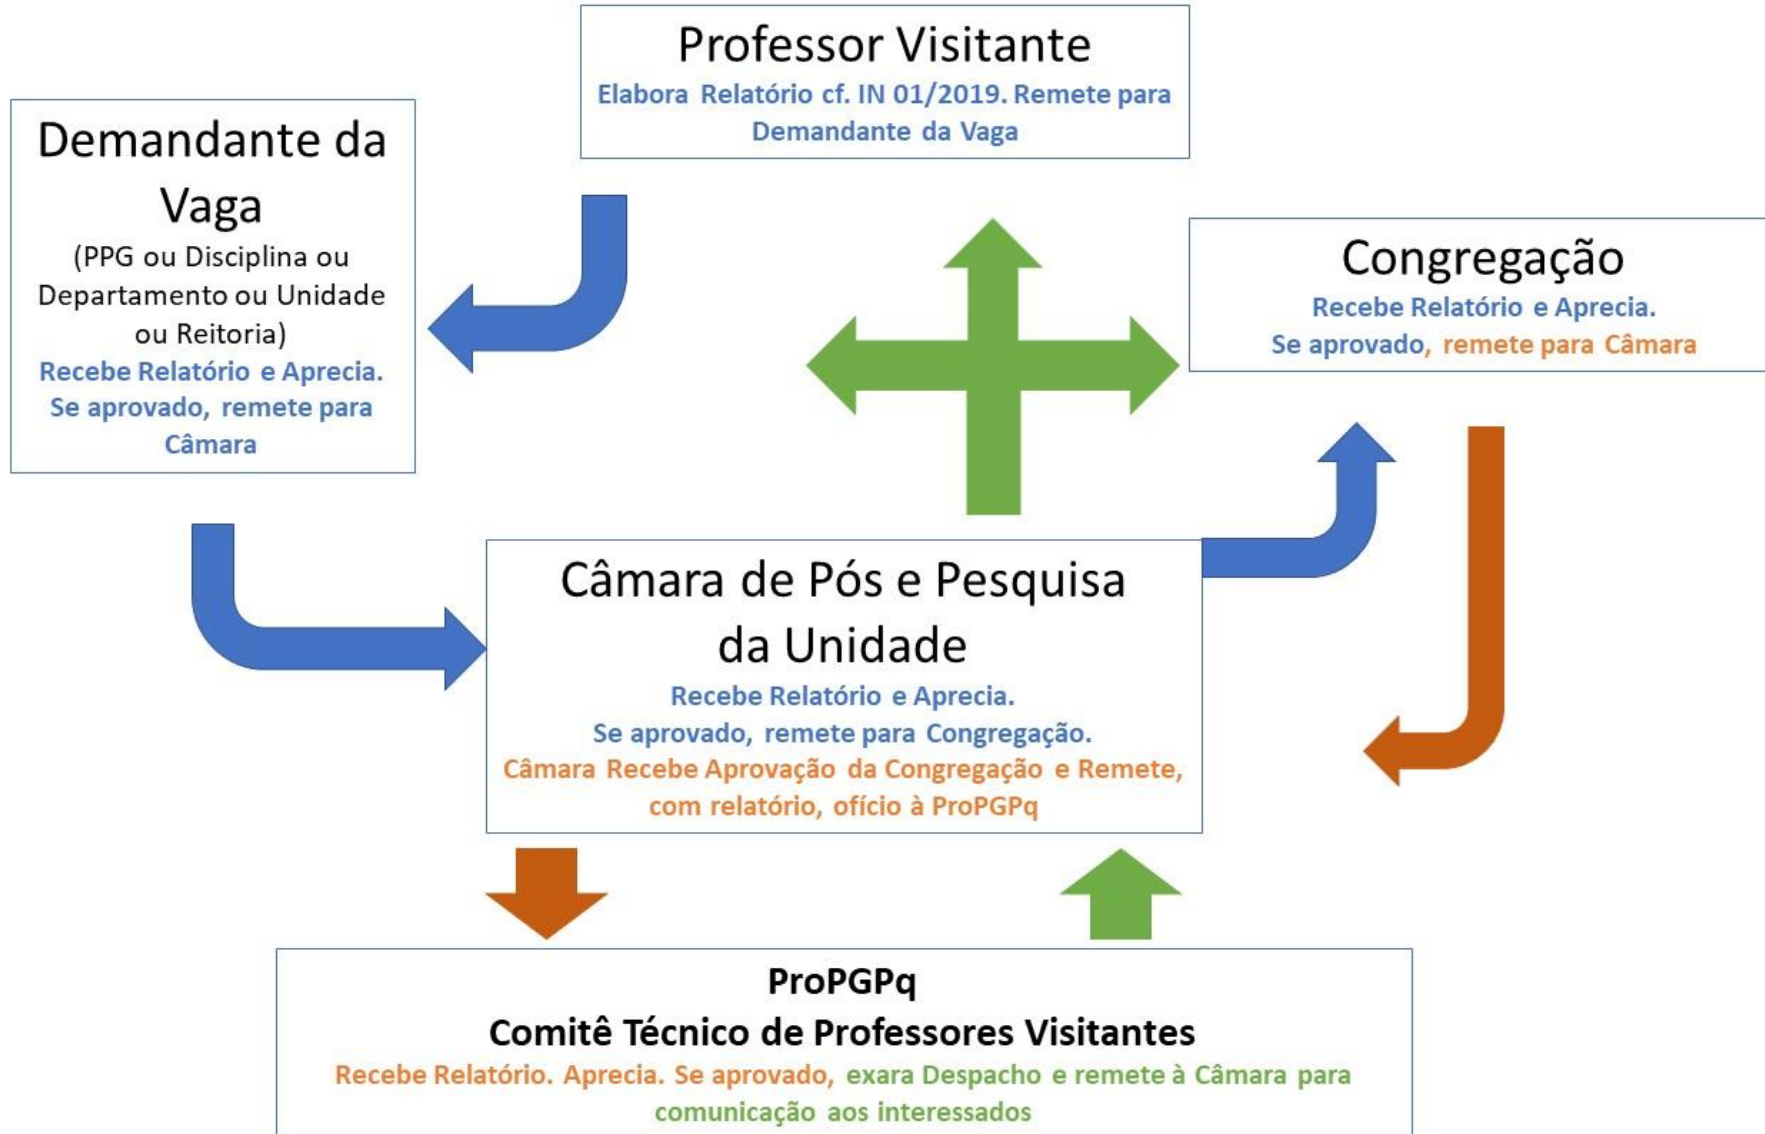 Professor Visitante
Elabora Relatório cf. IN 01/2019. Remete para
Demandante da Vaga
Demandante da
Vaga
(PPG ou Disciplina ou
Departamento ou Unidade
ou Reitoria)
Recebe Relatório e Aprecia.
Se aprovado, remete para
Câmara
Congregação
Recebe Relatório e Aprecia.
Se aprovado, remete para Câmara
Câmara de Pós e Pesquisa
da Unidade
Recebe Relatório e Aprecia.
Se aprovado, remete para Congregação.
Câmara Recebe Aprovação da Congregação e Remete,
com relatório, ofício à ProPGPq
ProPGPq
Comitê Técnico de Professores Visitantes
Recebe Relatório. Aprecia. Se aprovado, exara Despacho e remete à Câmara para
comunicação aos interessados